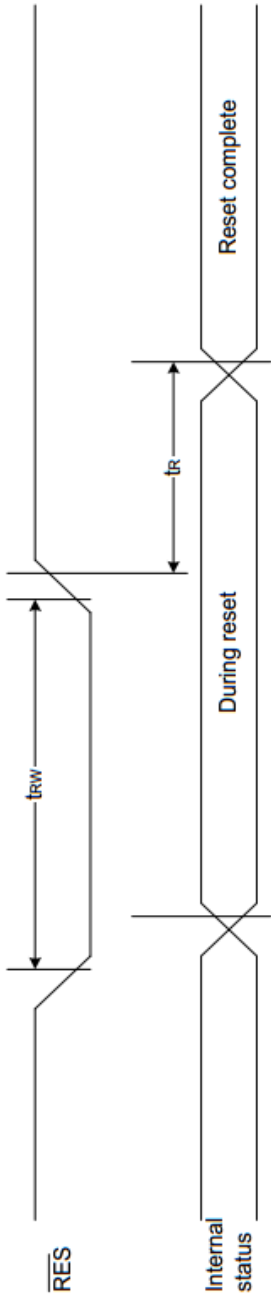 RES
tRW
tR
Internal
status
During reset
Reset complete